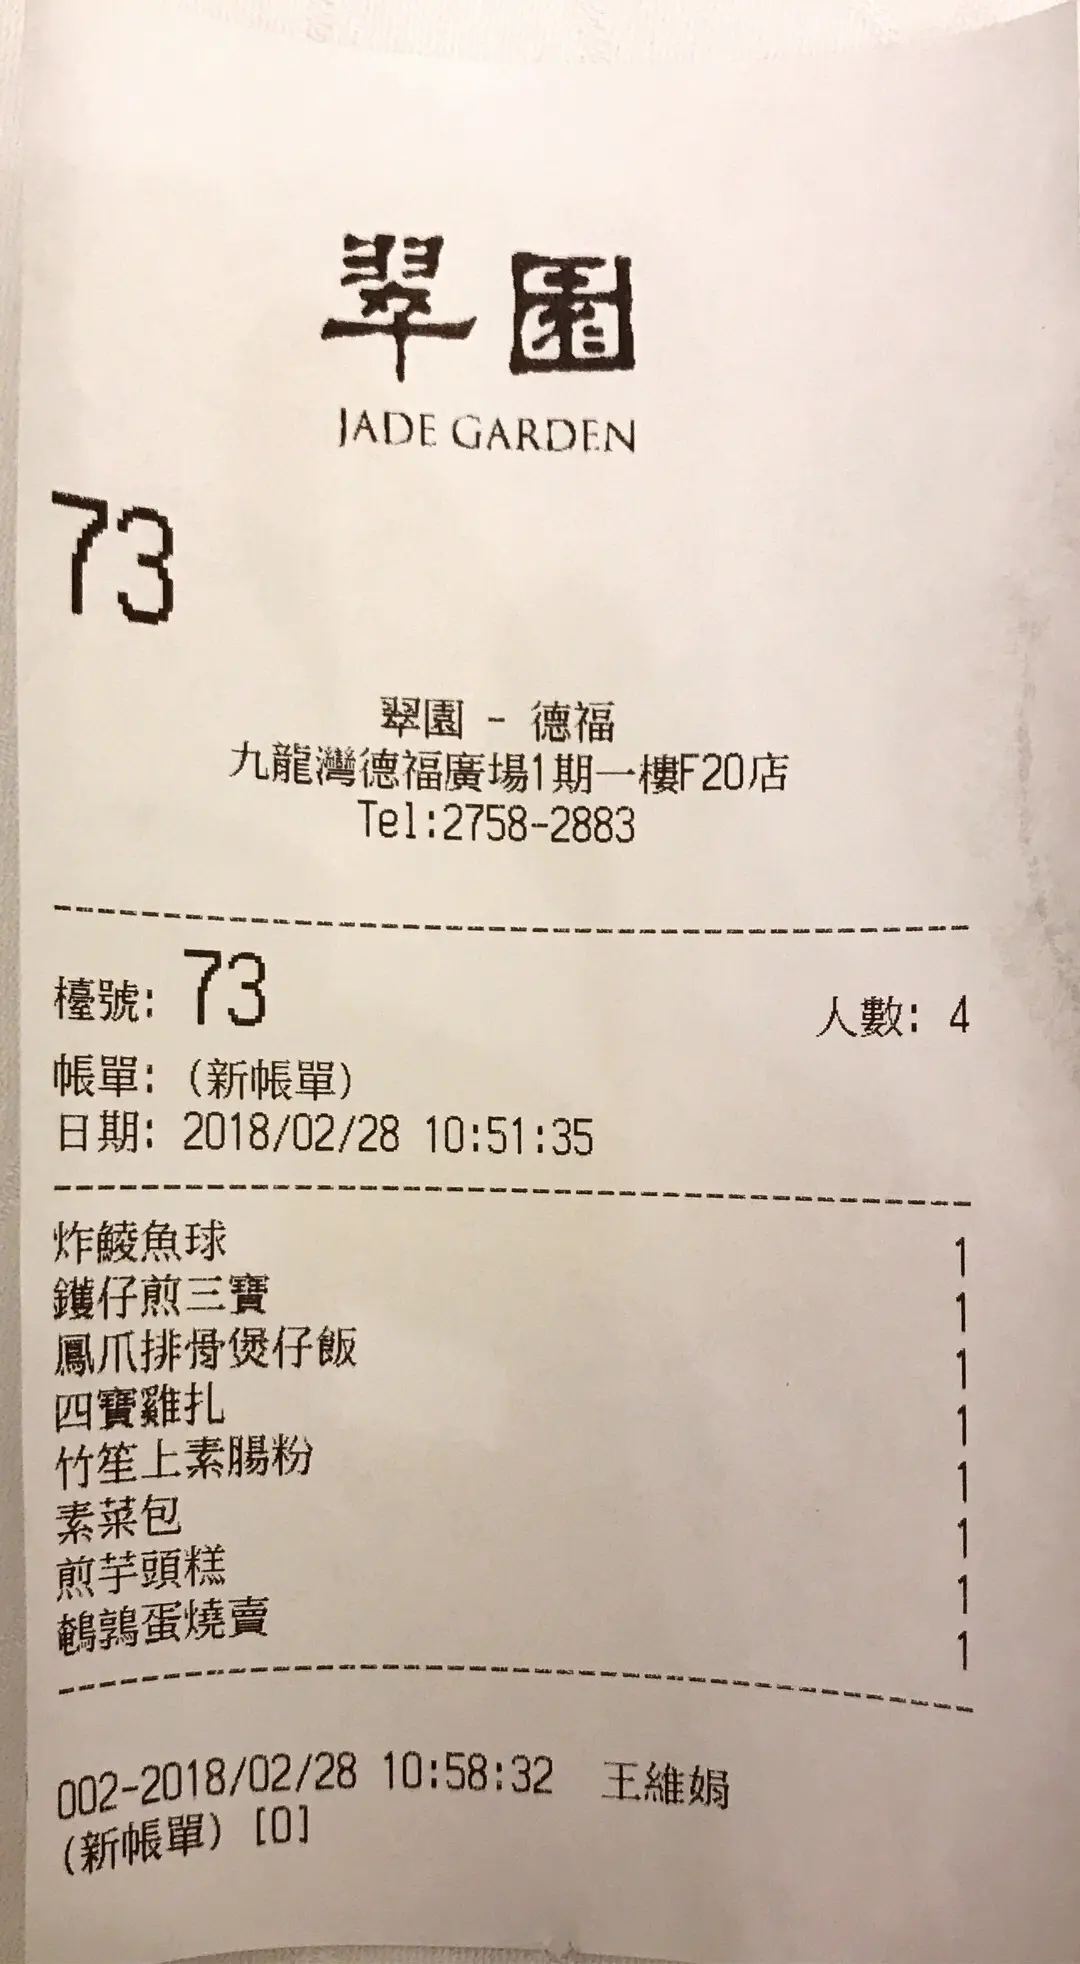 翠園
JADE GARDEN
73
翠園 - 德福
九龍灣德福廣場1期一樓F20店
Tel:2758-2883
檯號: 73 人數: 4
帳單: (新帳單)
日期: 2018/02/28 10:51:35
炸鯪魚球 1
鑊仔煎三寶 1
鳳爪排骨煲仔飯 1
四寶雞扎 1
竹笙上素腸粉 1
素菜包 1
煎芋頭糕 1
鵪鶉蛋燒賣 1
002-2018/02/28 10:58:32 王維娟
(新帳單) [0]